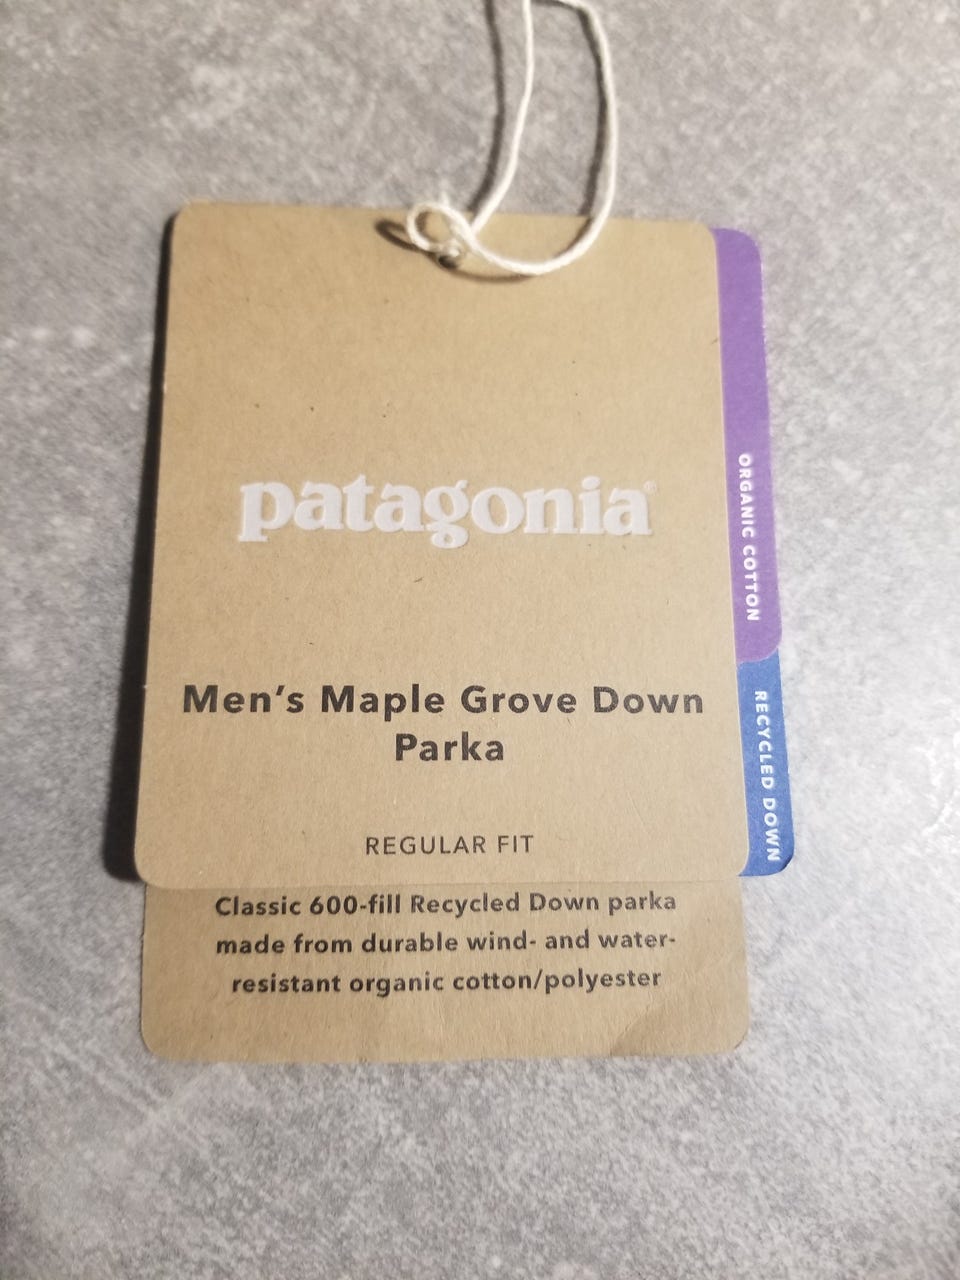 patagonia®
Men's Maple Grove Down
Parka
REGULAR FIT
Classic 600-fill Recycled Down parka
made from durable wind- and water-
resistant organic cotton/polyester
ORGANIC COTTON
RECYCLED DOWN